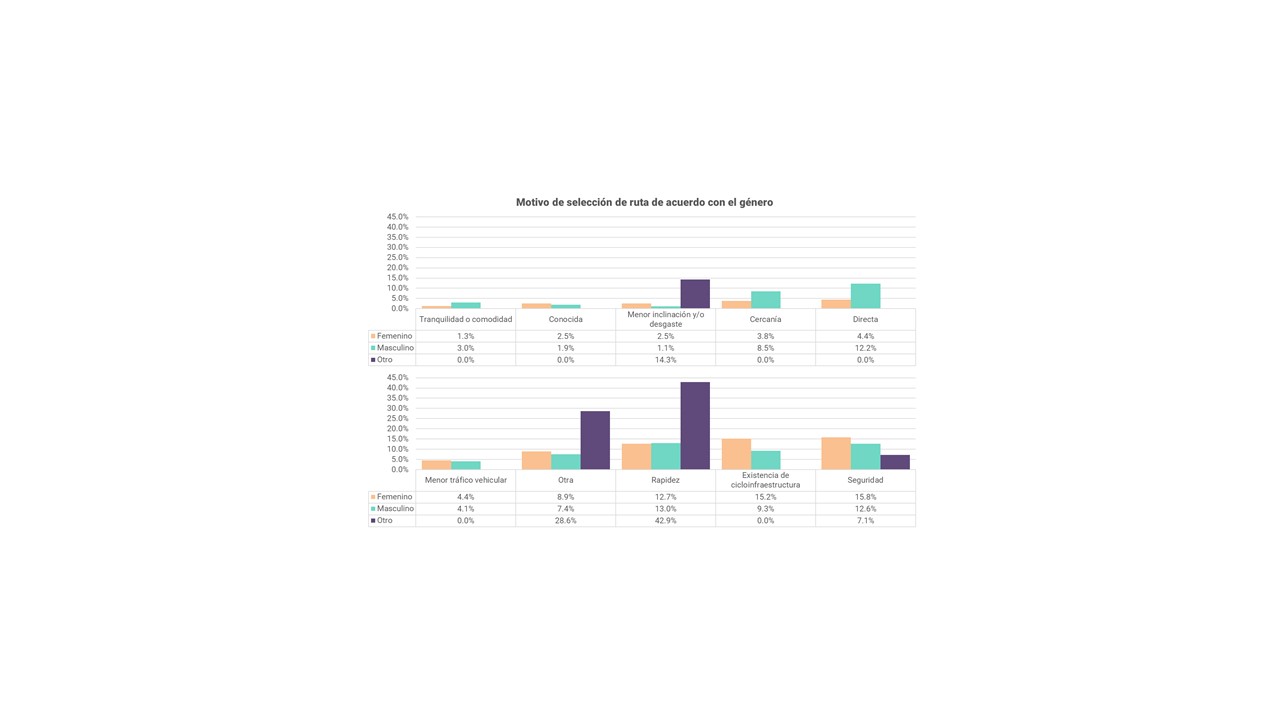 Motivo de selección de ruta de acuerdo con el género
45.0%
40.0%
35.0%
30.0%
25.0%
20.0%
15.0%
10.0%
5.0%
0.0%
Tranquilidad o comodidad Conocida Menor inclinación y/o desgaste Cercanía Directa
Femenino 1.3% 2.5% 2.5% 3.8% 4.4%
Masculino 3.0% 1.9% 1.1% 8.5% 12.2%
Otro 0.0% 0.0% 14.3% 0.0% 0.0%
45.0%
40.0%
35.0%
30.0%
25.0%
20.0%
15.0%
10.0%
5.0%
0.0%
Menor tráfico vehicular Otra Rapidez Existencia de cicloinfraestructura Seguridad
Femenino 4.4% 8.9% 12.7% 15.2% 15.8%
Masculino 4.1% 7.4% 13.0% 9.3% 12.6%
Otro 0.0% 28.6% 42.9% 0.0% 7.1%